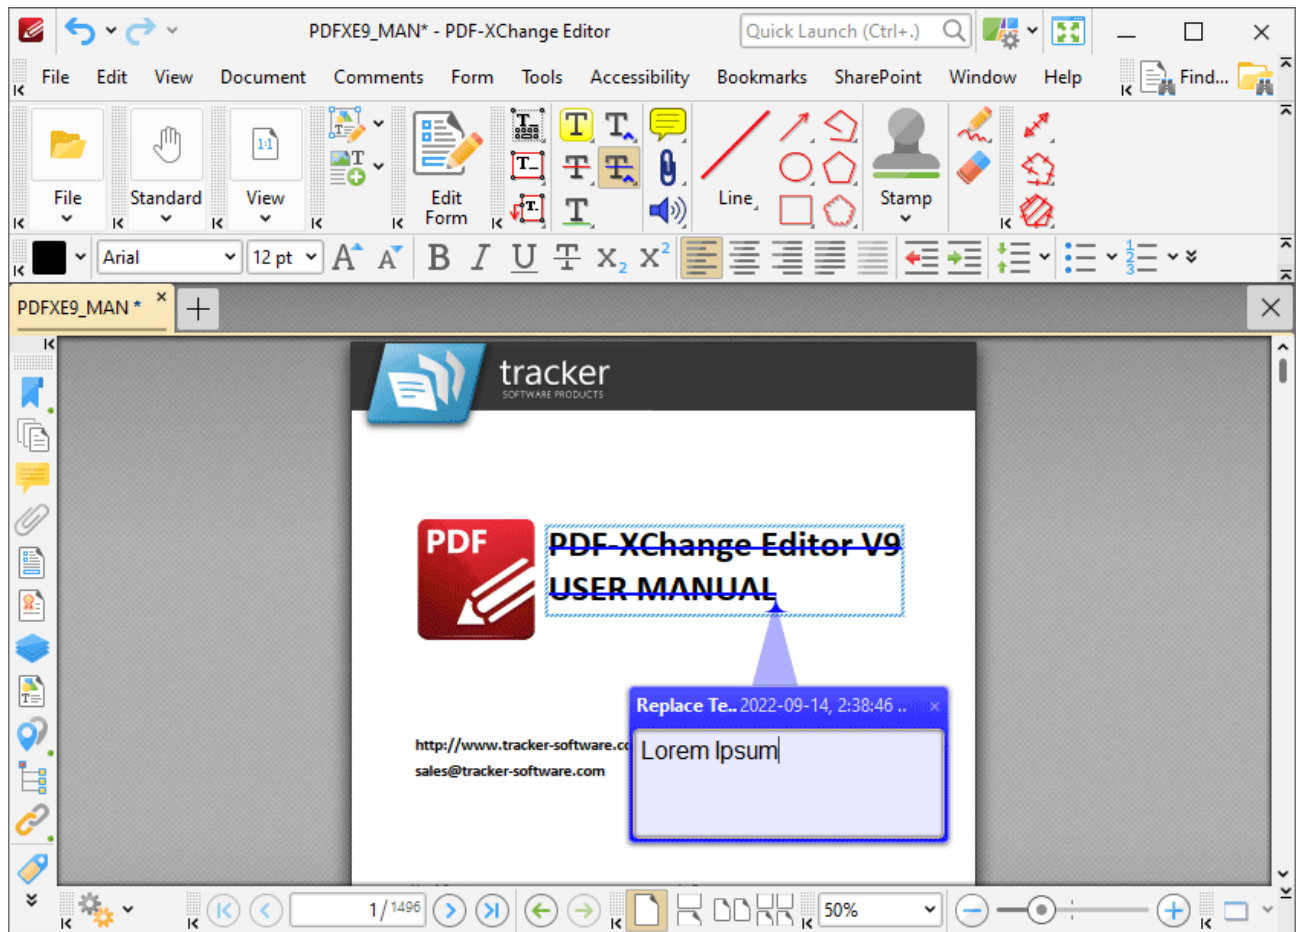 PDFXE9_MAN* - PDF-XChange Editor
Quick Launch (Ctrl+.)
File Edit View Document Comments Form Tools Accessibility Bookmarks SharePoint Window Help Find...
1:1
File
Standard
View
Edit
Form
Line
Stamp
Arial
12 pt
PDFXE9_MAN *
tracker
SOFTWARE PRODUCTS
PDF
PDF-XChange Editor V9
USER MANUAL
Replace Te.. 2022-09-14, 2:38:46 ..
http://www.tracker-software.co
Lorem Ipsum
sales@tracker-software.com
1/1496
50%